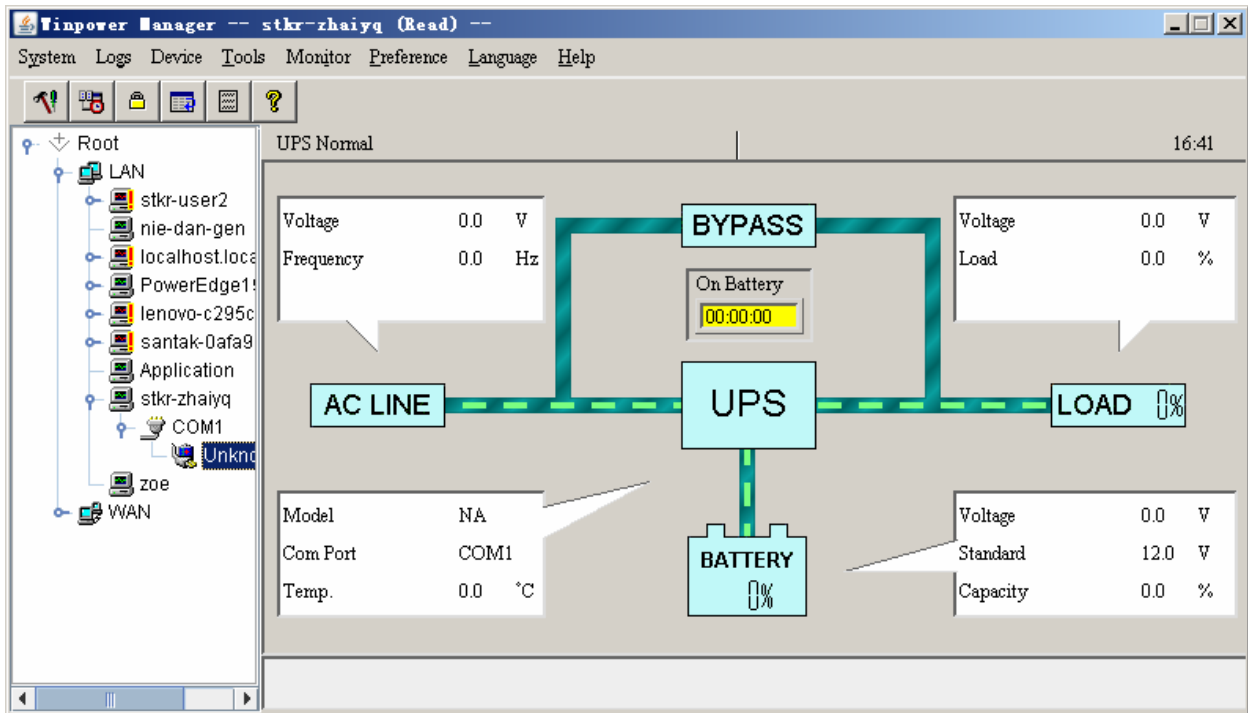 Winpower Manager -- stkr-zhaiyq (Read) --
System Logs Device Tools Monitor Preference Language Help
Root
LAN
stkr-user2
nie-dan-gen
localhost.loca
PowerEdge1
lenovo-c295c
santak-0afa9
Application
stkr-zhaiyq
COM1
Unkno
zoe
WAN
UPS Normal 16:41
Voltage 0.0 V
Frequency 0.0 Hz
BYPASS
On Battery
00:00:00
Voltage 0.0 V
Load 0.0 %
AC LINE
UPS
LOAD 0%
Model NA
Com Port COM1
Temp. 0.0 °C
BATTERY
0%
Voltage 0.0 V
Standard 12.0 V
Capacity 0.0 %